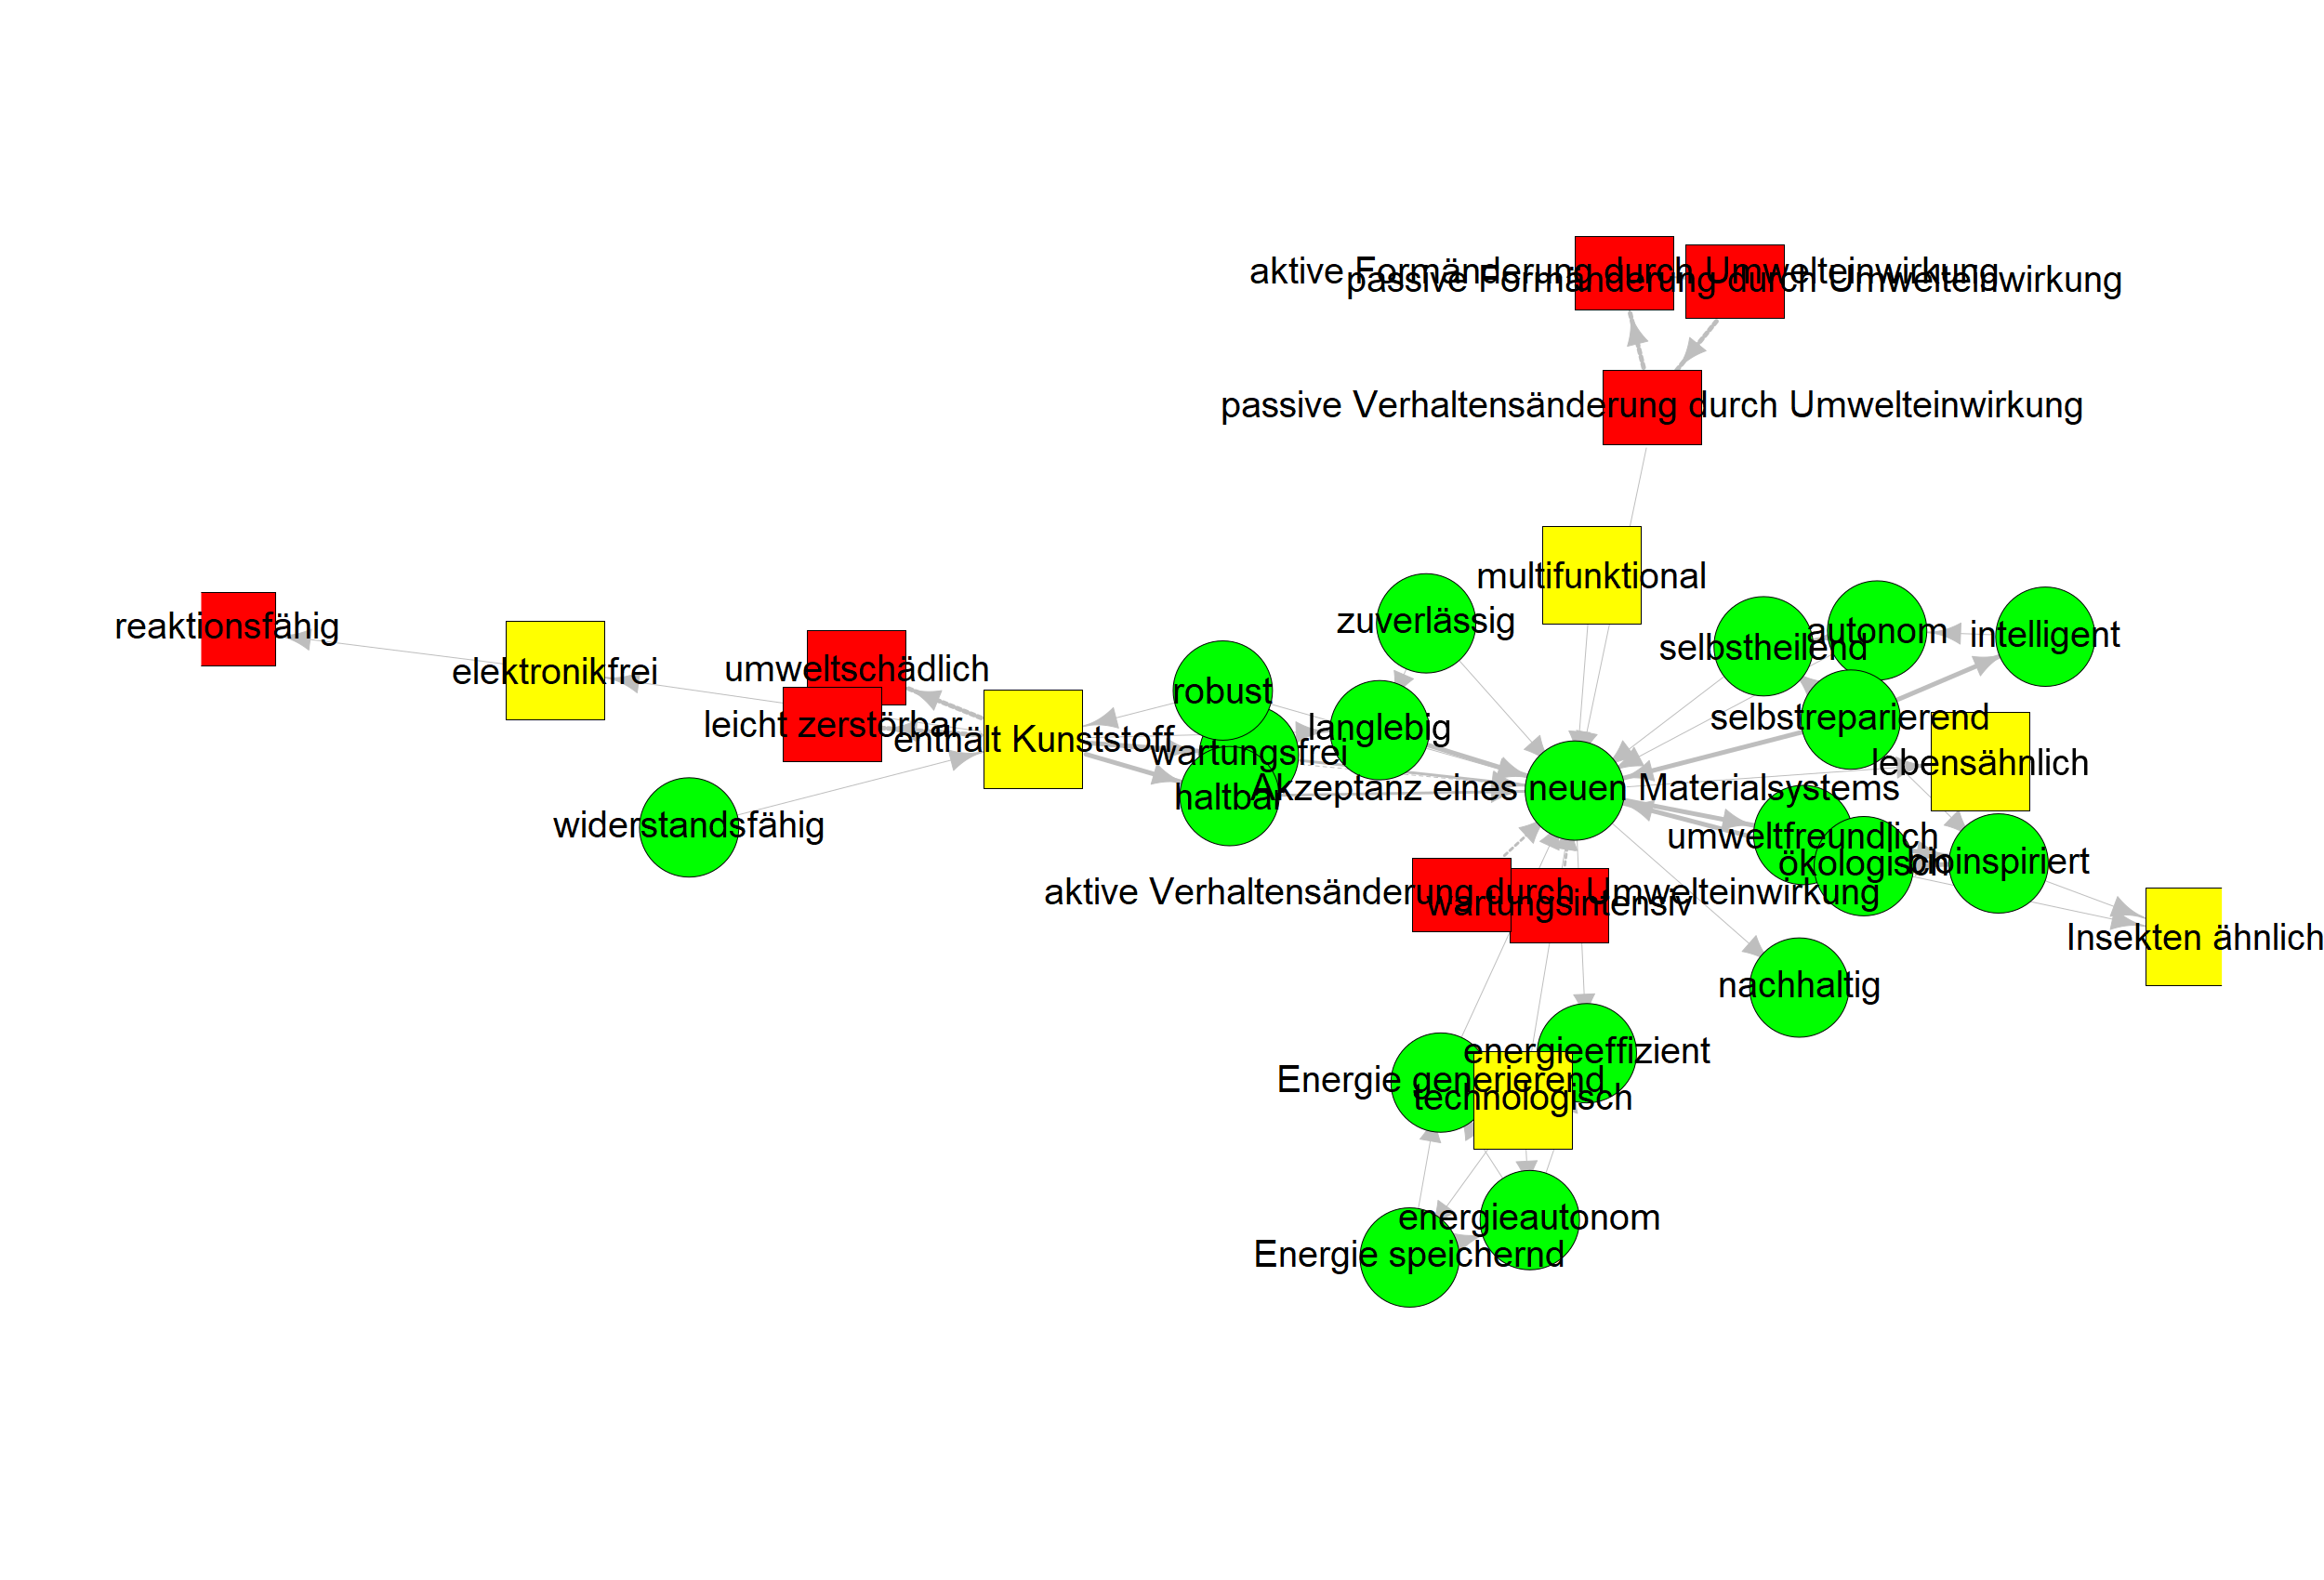 aktive Formänderung durch Umwelteinwirkung
passive Formänderung durch Umwelteinwirkung
passive Verhaltensänderung durch Umwelteinwirkung
multifunktional
zuverlässig
reaktionsfähig
autonom
intelligent
selbstheilend
umweltschädlich
elektronikfrei
robust
selbstreparierend
leicht zerstörbar
langlebig
enthält Kunststoff
wartungsfrei
lebensähnlich
Akzeptanz eines neuen Materialsystems
haltbar
widerstandsfähig
umweltfreundlich
ökologisch
bioinspiriert
aktive Verhaltensänderung durch Umwelteinwirkung
wartungsintensiv
Insekten ähnlich
nachhaltig
energieeffizient
Energie generierend
technologisch
energieautonom
Energie speichernd